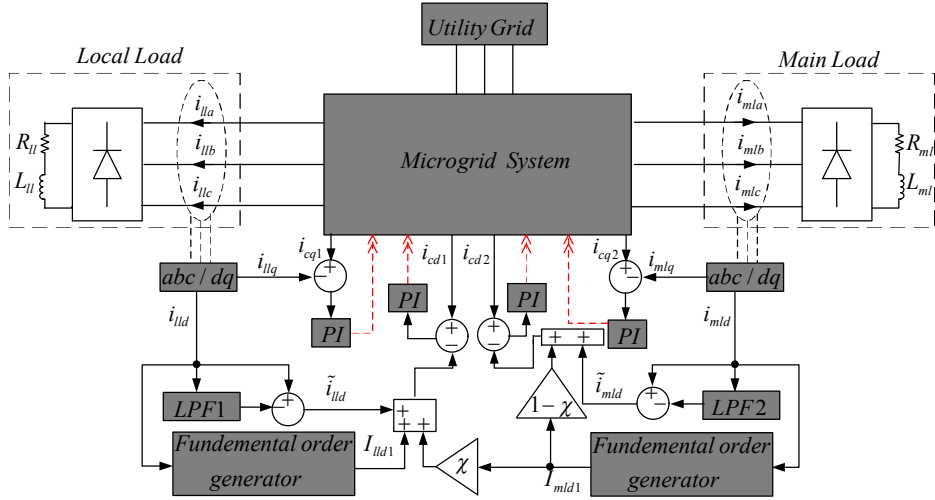 Utility Grid
Local Load
Main Load
i_lla
i_llb
i_llc
R_ll
L_ll
Microgrid System
i_mla
i_mlb
i_mlc
R_ml
L_ml
abc / dq
i_llq
i_cq1
i_cd1
i_cd2
i_cq2
i_mlq
abc / dq
+
−
+
−
PI
PI
PI
PI
+
−
+
−
+ +
i_lld
i_mld
LPF1
+
−
ĩ_lld
+
+ +
1 − χ
ĩ_mld
+
−
LPF2
Fundemental order
generator
I_lld1
χ
I_mld1
Fundemental order
generator